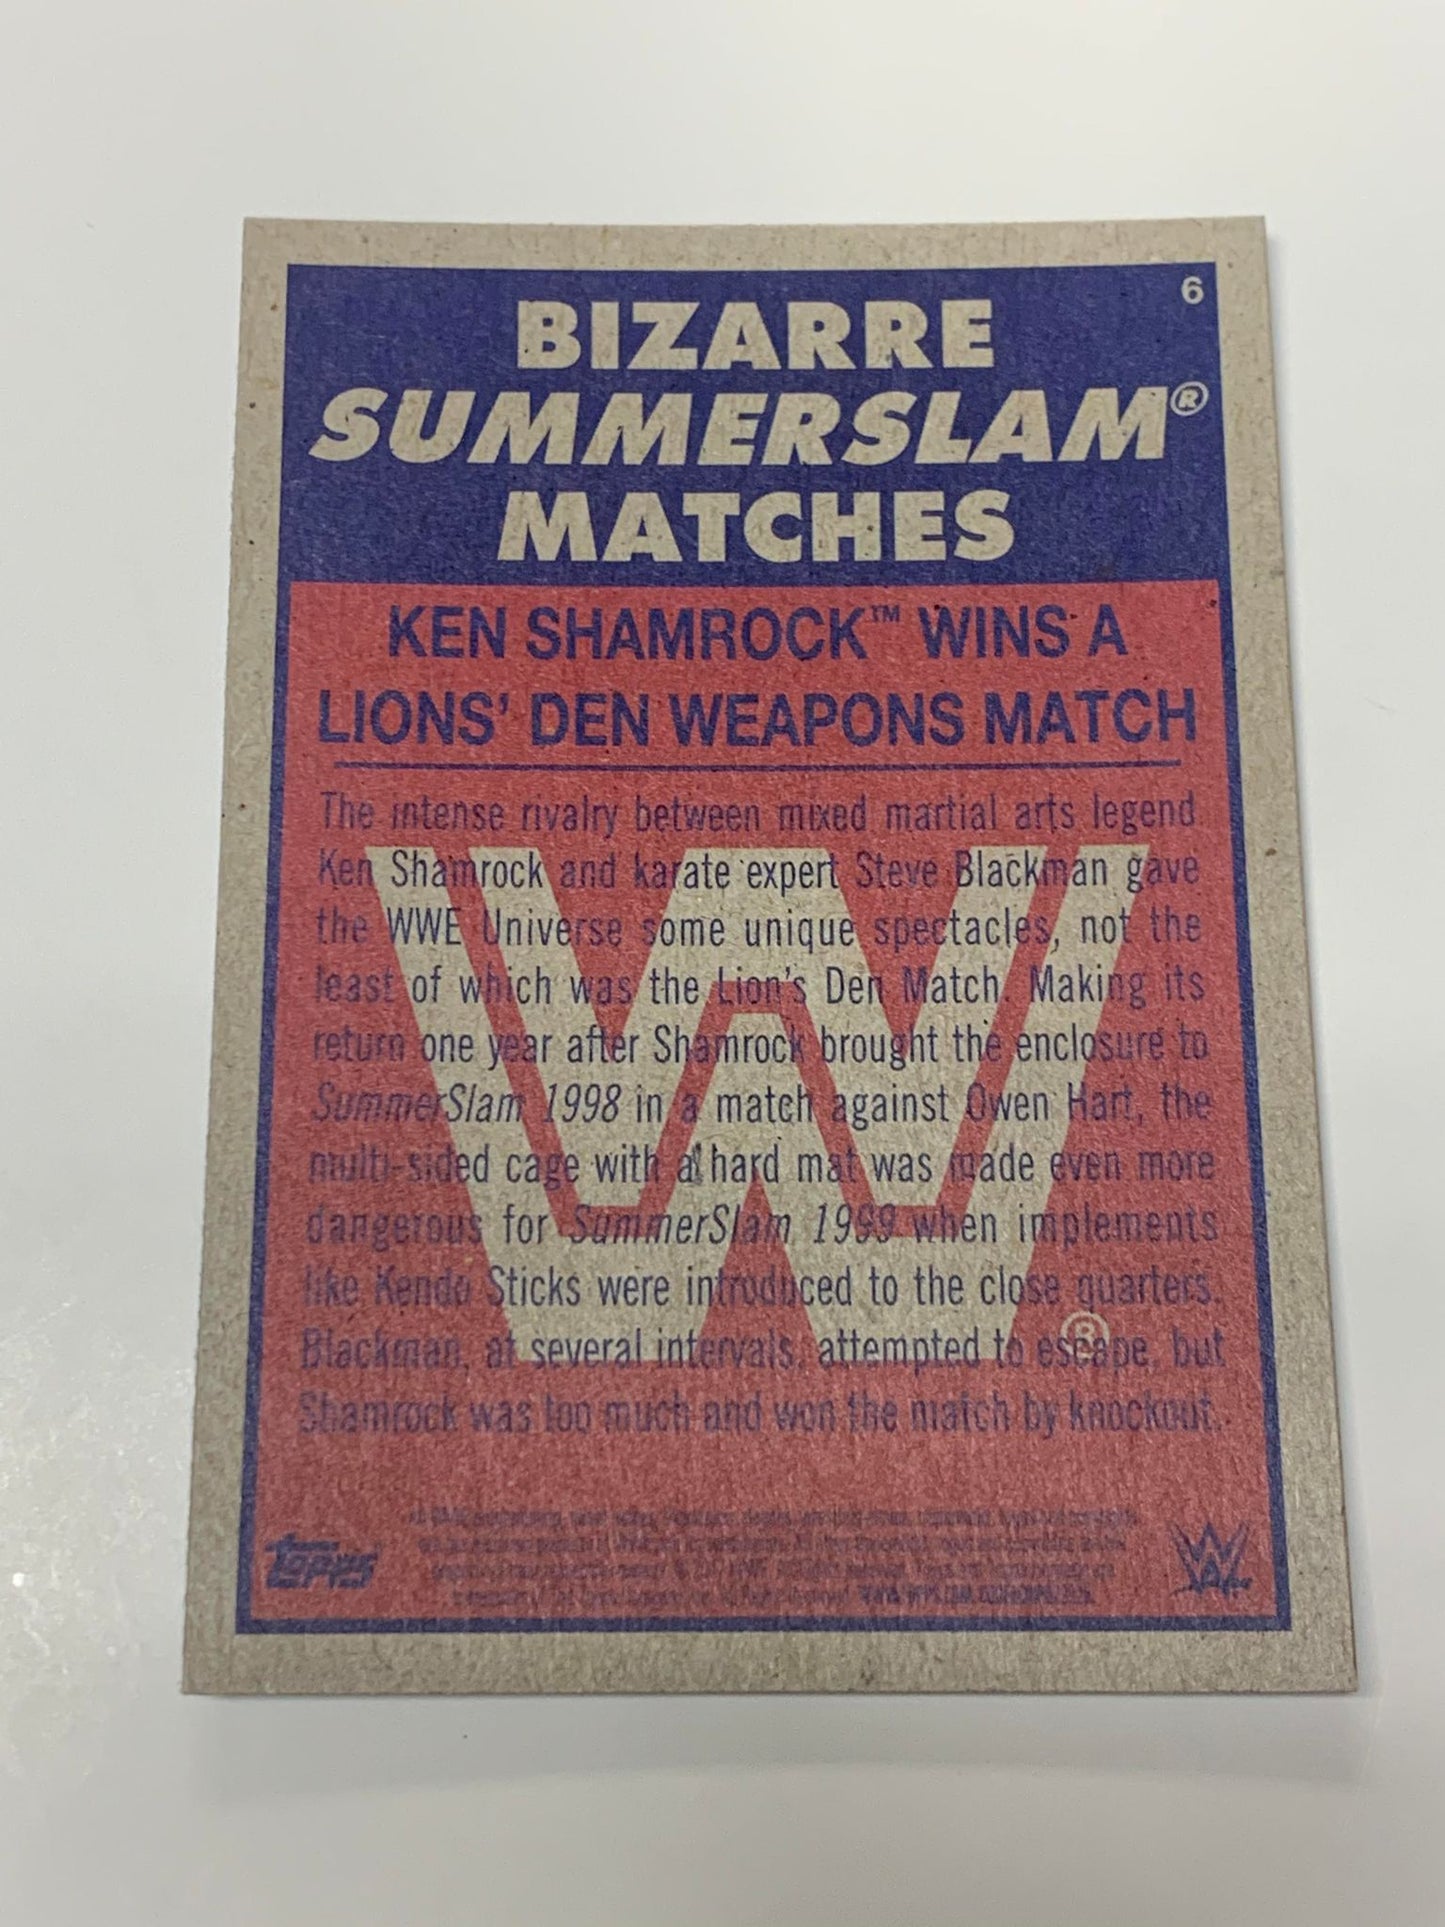 6
BIZARRE
SUMMERSLAM®
MATCHES
KEN SHAMROCK™ WINS A
LIONS' DEN WEAPONS MATCH
The intense rivalry between mixed martial arts legend
Ken Shamrock and karate expert Steve Blackman gave
the WWE Universe some unique spectacles, not the
least of which was the Lion's Den Match. Making its
return one year after Shamrock brought the enclosure to
SummerSlam 1998 in a match against Owen Hart, the
multi-sided cage with a hard mat was made even more
dangerous for SummerSlam 1999 when implements
like Kendo Sticks were introduced to the close quarters.
Blackman, at several intervals, attempted to escape, but
Shamrock was too much and won the match by knockout.
W®
TOPPS
W